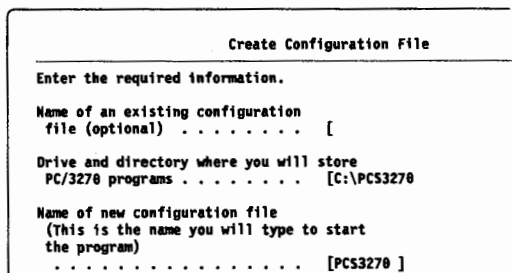 Create Configuration File
Enter the required information.
Name of an existing configuration
file (optional) . . . . . . . . [
Drive and directory where you will store
PC/3270 programs . . . . . . . . [C:\PCS3270
Name of new configuration file
(This is the name you will type to start
the program)
. . . . . . . . . . . . . . . . [PCS3270 ]